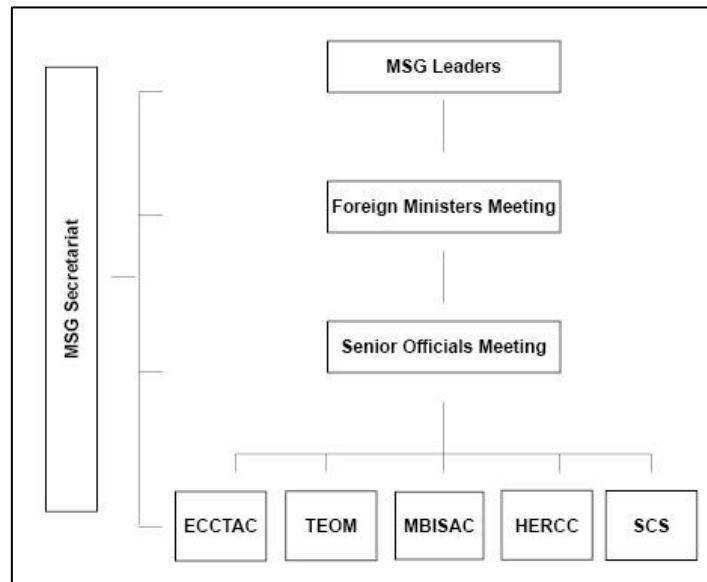 MSG Leaders
MSG Secretariat
Foreign Ministers Meeting
Senior Officials Meeting
ECCTAC
TEOM
MBISAC
HERCC
SCS